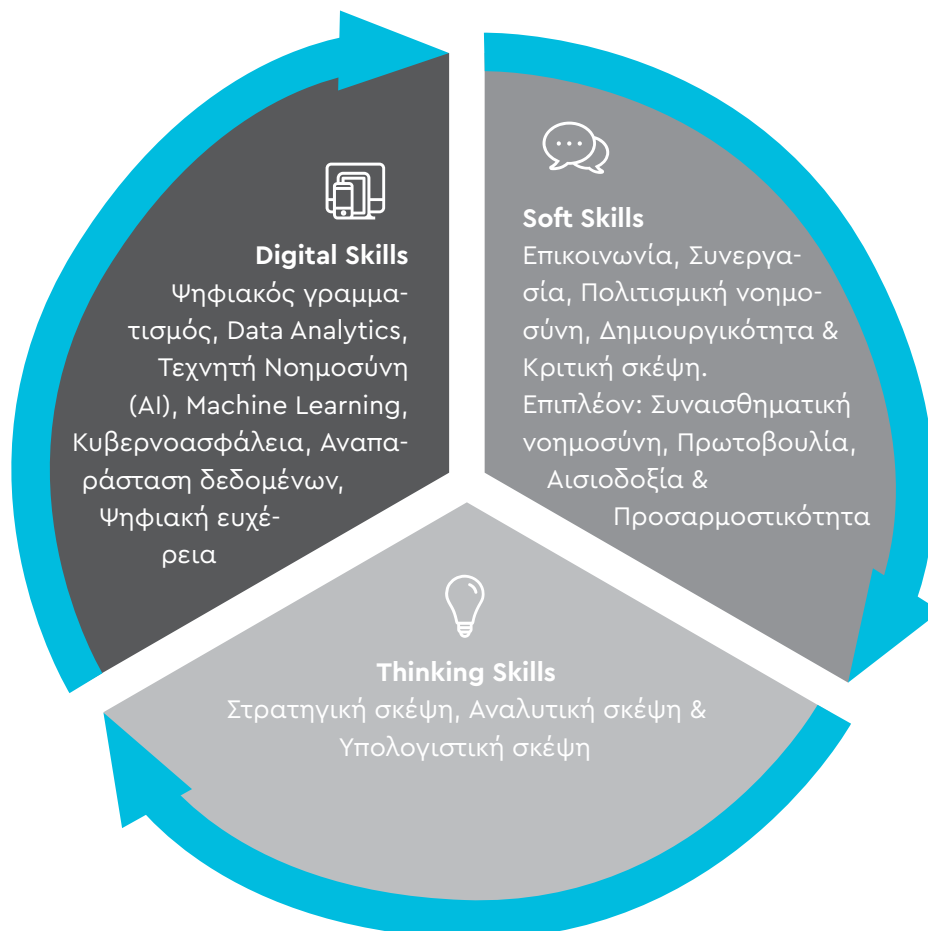 Digital Skills
Ψηφιακός γραμμα-
τισμός, Data Analytics,
Τεχνητή Νοημοσύνη
(AI), Machine Learning,
Κυβερνοασφάλεια, Αναπα-
ράσταση δεδομένων,
Ψηφιακή ευχέ-
ρεια
Soft Skills
Επικοινωνία, Συνεργα-
σία, Πολιτισμική νοημο-
σύνη, Δημιουργικότητα &
Κριτική σκέψη.
Επιπλέον: Συναισθηματική
νοημοσύνη, Πρωτοβουλία,
Αισιοδοξία &
Προσαρμοστικότητα
Thinking Skills
Στρατηγική σκέψη, Αναλυτική σκέψη &
Υπολογιστική σκέψη